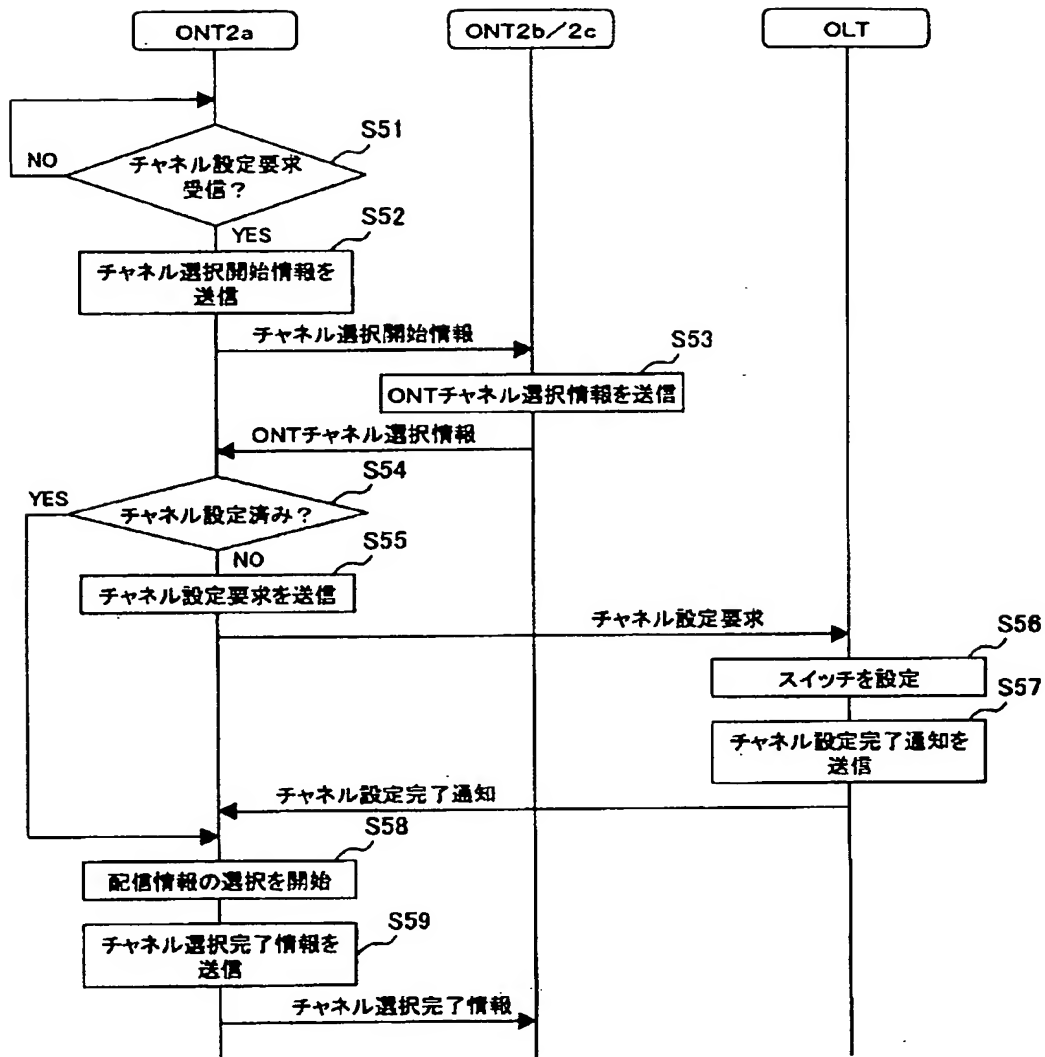 ONT2a
ONT2b/2c
OLT
S51
NO
チャネル設定要求
受信?
YES
S52
チャネル選択開始情報を
送信
チャネル選択開始情報
S53
ONTチャネル選択情報を送信
ONTチャネル選択情報
S54
YES
チャネル設定済み?
NO
S55
チャネル設定要求を送信
チャネル設定要求
S56
スイッチを設定
S57
チャネル設定完了通知を
送信
チャネル設定完了通知
S58
配信情報の選択を開始
S59
チャネル選択完了情報を
送信
チャネル選択完了情報